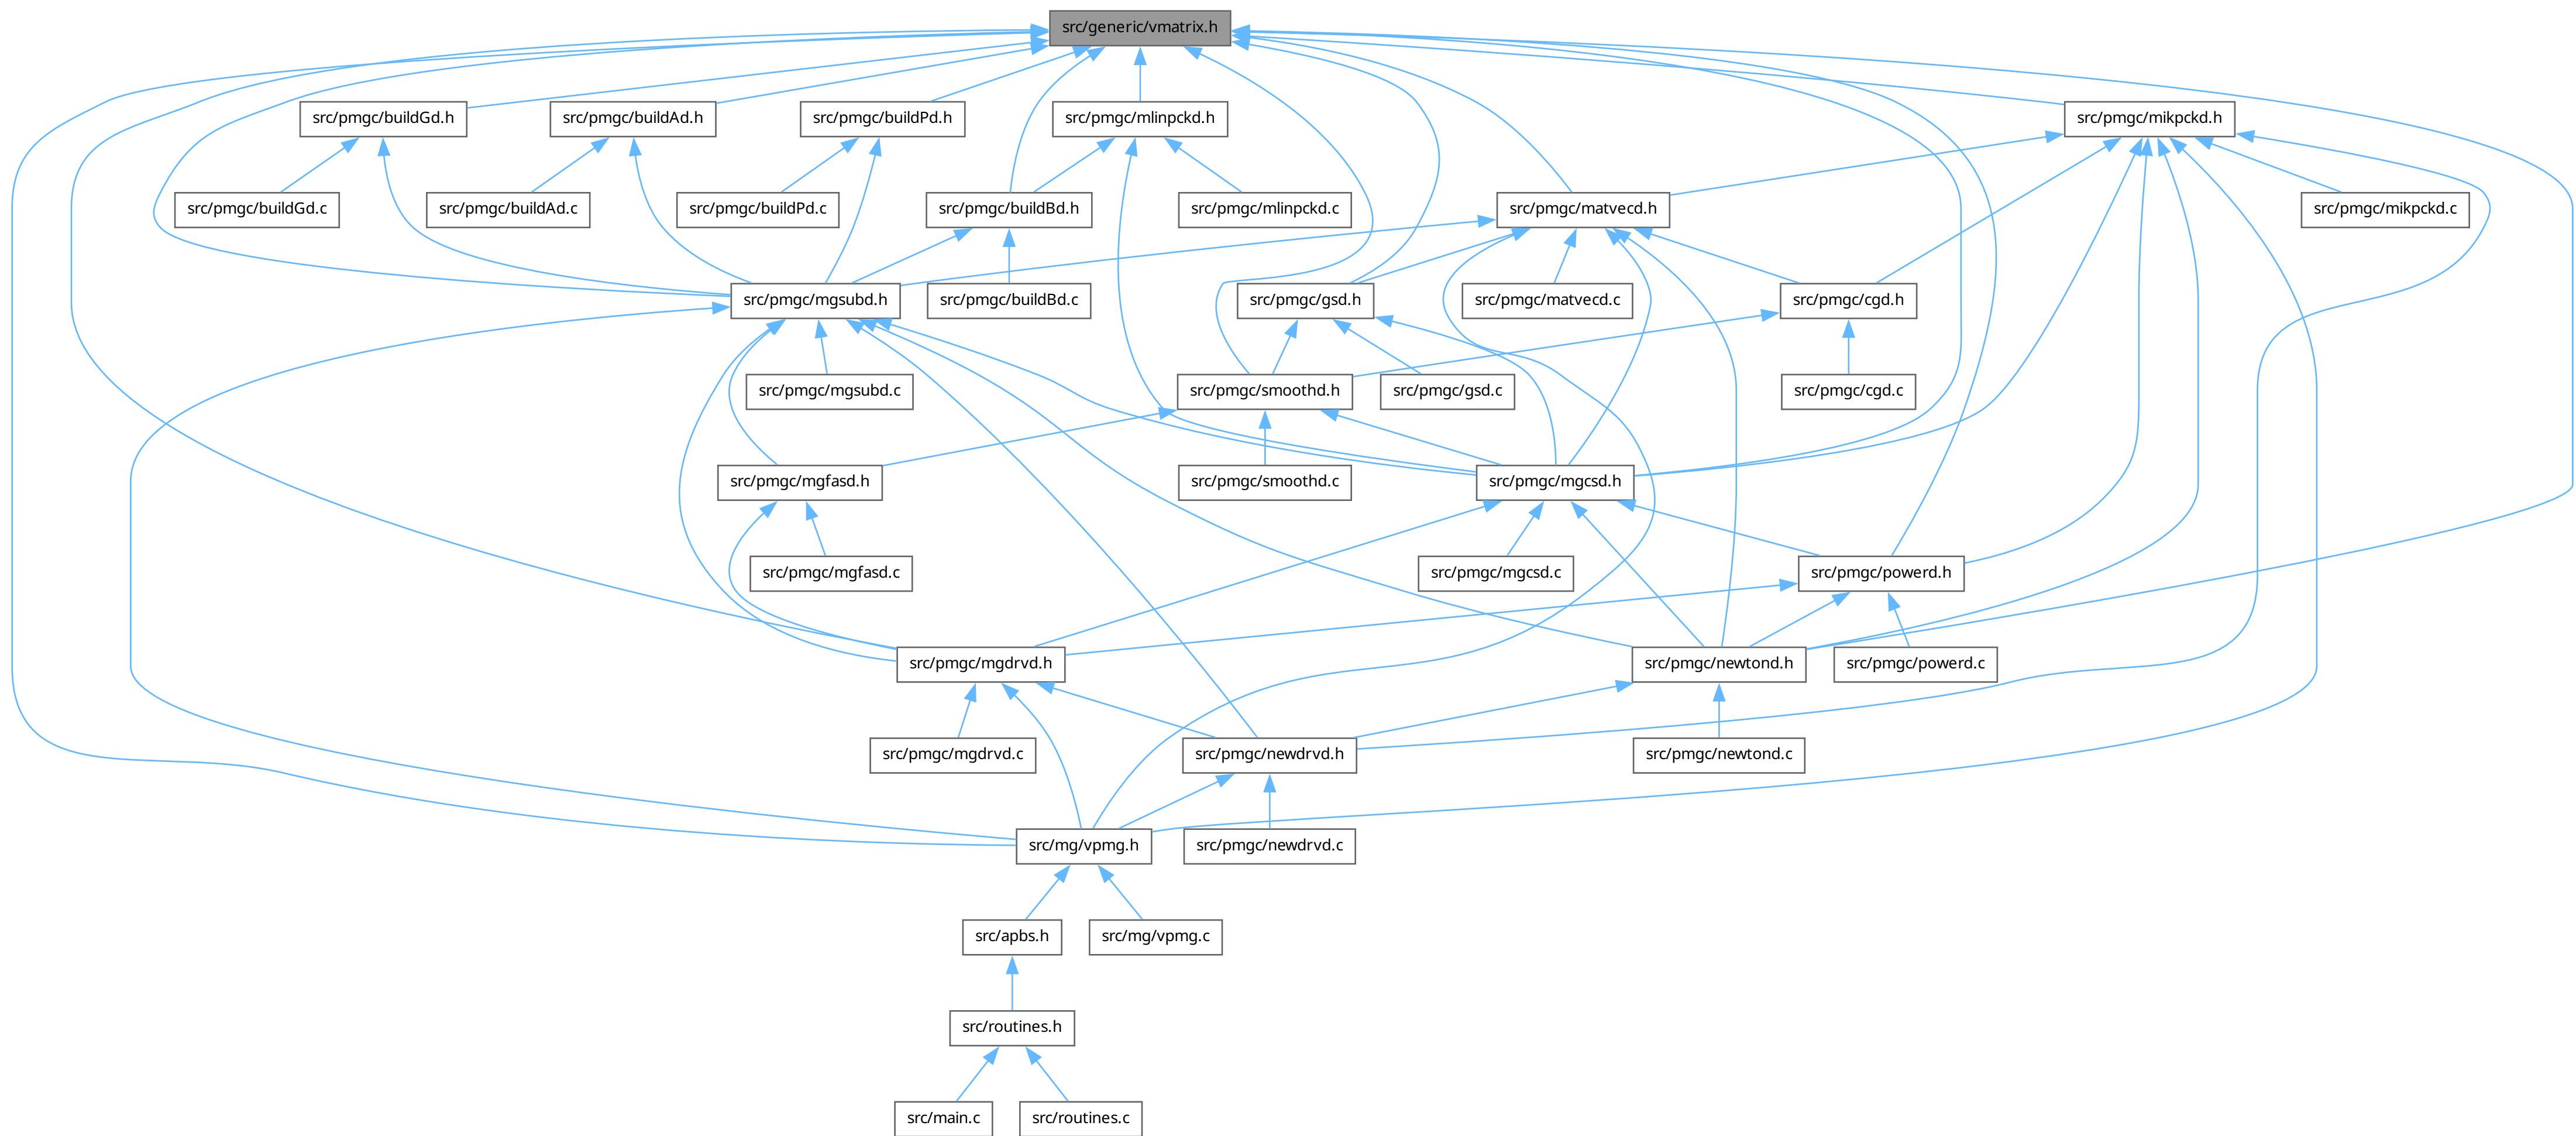 src/generic/vmatrix.h
src/pmgc/buildGd.h
src/pmgc/buildAd.h
src/pmgc/buildPd.h
src/pmgc/mlinpckd.h
src/pmgc/mikpckd.h
src/pmgc/buildGd.c
src/pmgc/buildAd.c
src/pmgc/buildPd.c
src/pmgc/buildBd.h
src/pmgc/mlinpckd.c
src/pmgc/matvecd.h
src/pmgc/mikpckd.c
src/pmgc/mgsubd.h
src/pmgc/buildBd.c
src/pmgc/gsd.h
src/pmgc/matvecd.c
src/pmgc/cgd.h
src/pmgc/mgsubd.c
src/pmgc/smoothd.h
src/pmgc/gsd.c
src/pmgc/cgd.c
src/pmgc/mgfasd.h
src/pmgc/smoothd.c
src/pmgc/mgcsd.h
src/pmgc/mgfasd.c
src/pmgc/mgcsd.c
src/pmgc/powerd.h
src/pmgc/mgdrvd.h
src/pmgc/newtond.h
src/pmgc/powerd.c
src/pmgc/mgdrvd.c
src/pmgc/newdrvd.h
src/pmgc/newtond.c
src/mg/vpmg.h
src/pmgc/newdrvd.c
src/apbs.h
src/mg/vpmg.c
src/routines.h
src/main.c
src/routines.c